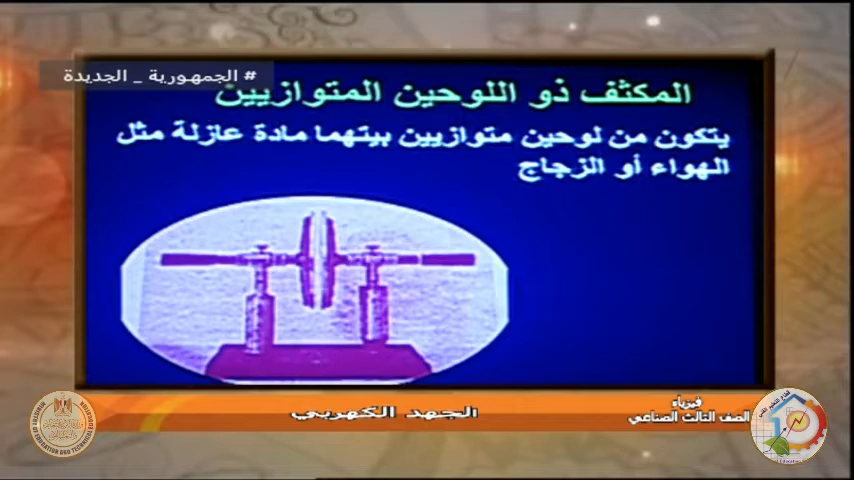 # الجمهورية _ الجديدة
المكثف ذو اللوحين المتوازيين
يتكون من لوحين متوازيين بيتهما مادة عازلة مثل
الهواء أو الزجاج
فيزياء
الصف الثالث الصناعي
الجهد الكهربي